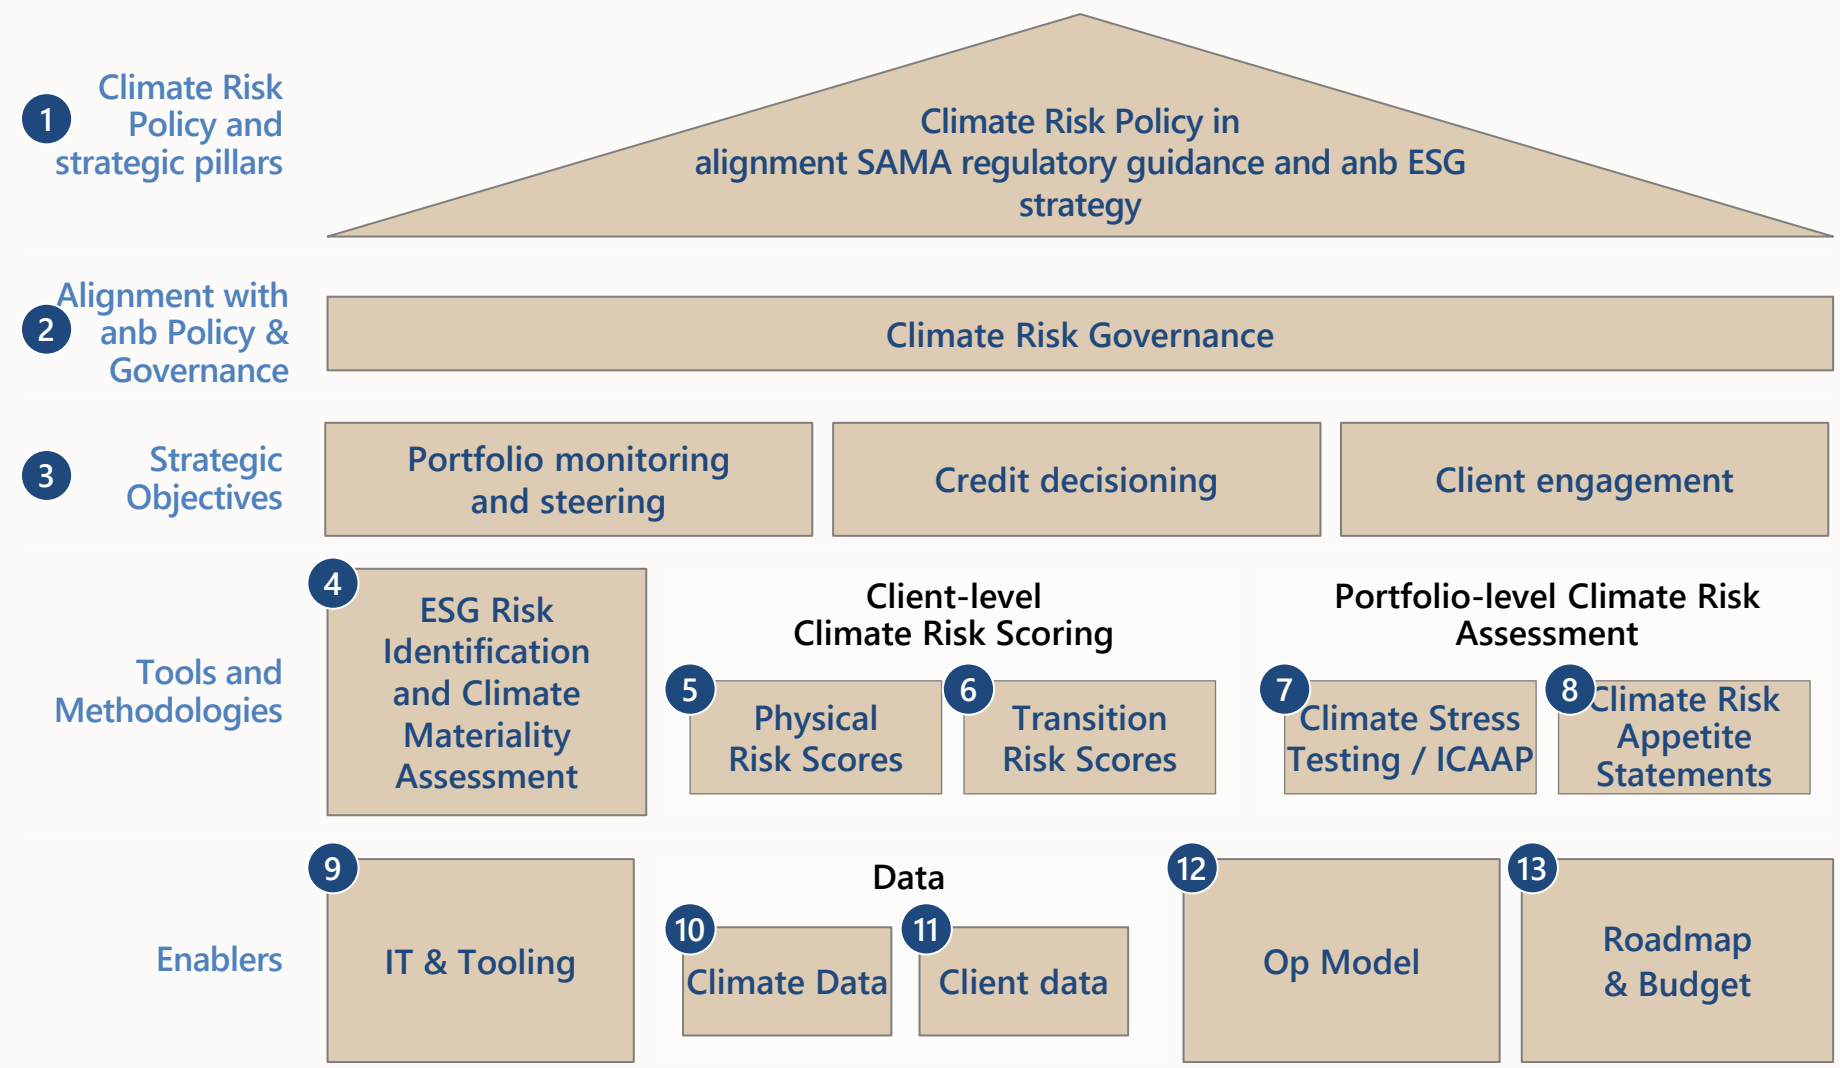 1
Climate Risk
Policy and
strategic pillars
Climate Risk Policy in
alignment SAMA regulatory guidance and anb ESG
strategy
2
Alignment with
anb Policy &
Governance
Climate Risk Governance
3
Strategic
Objectives
Portfolio monitoring
and steering
Credit decisioning
Client engagement
Tools and
Methodologies
4
ESG Risk
Identification
and Climate
Materiality
Assessment
Client-level
Climate Risk Scoring
5
Physical
Risk Scores
6
Transition
Risk Scores
Portfolio-level Climate Risk
Assessment
7
Climate Stress
Testing / ICAAP
8
Climate Risk
Appetite
Statements
Enablers
9
IT & Tooling
Data
10
Climate Data
11
Client data
12
Op Model
13
Roadmap
& Budget